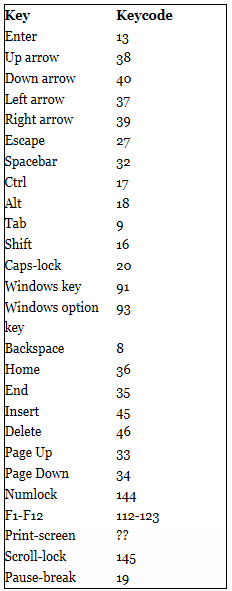 Key Keycode
Enter 13
Up arrow 38
Down arrow 40
Left arrow 37
Right arrow 39
Escape 27
Spacebar 32
Ctrl 17
Alt 18
Tab 9
Shift 16
Caps-lock 20
Windows key 91
Windows option 93
key
Backspace 8
Home 36
End 35
Insert 45
Delete 46
Page Up 33
Page Down 34
Numlock 144
F1-F12 112-123
Print-screen ??
Scroll-lock 145
Pause-break 19